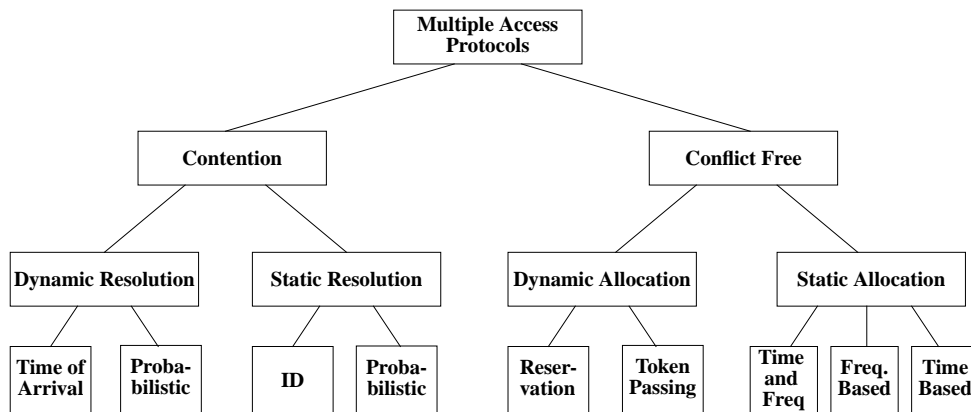 Multiple Access
Protocols
Contention
Conflict Free
Dynamic Resolution
Static Resolution
Dynamic Allocation
Static Allocation
Time of
Arrival
Proba-
bilistic
ID
Proba-
bilistic
Reser-
vation
Token
Passing
Time
and
Freq
Freq.
Based
Time
Based